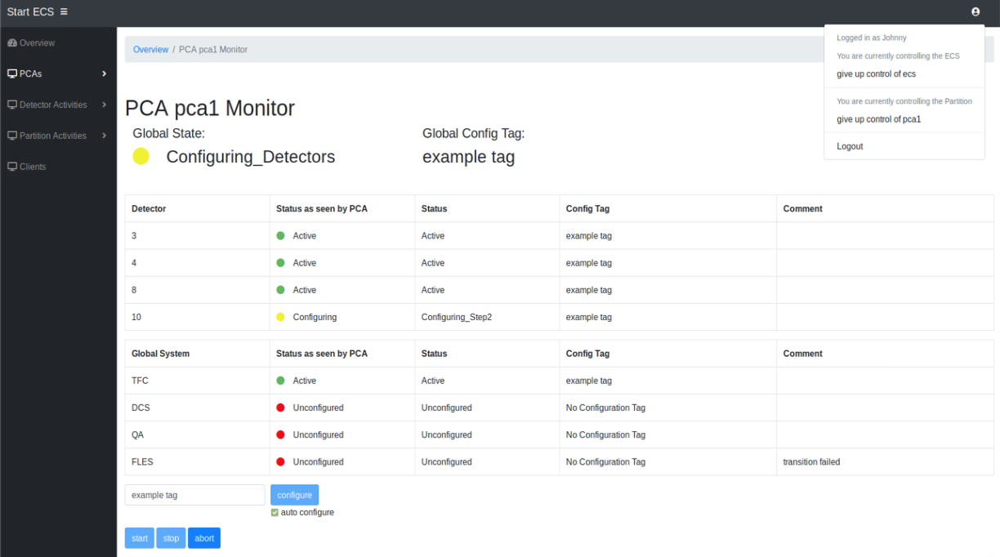 Start ECS
Logged in as Johnny
You are currently controlling the ECS
give up control of ecs
You are currently controlling the Partition
give up control of pca1
Logout
Overview
PCAs
Detector Activities
Partition Activities
Clients
Overview / PCA pca1 Monitor
PCA pca1 Monitor
Global State: Global Config Tag:
Configuring_Detectors example tag
Detector Status as seen by PCA Status Config Tag Comment
3 Active Active example tag
4 Active Active example tag
8 Active Active example tag
10 Configuring Configuring_Step2 example tag
Global System Status as seen by PCA Status Config Tag Comment
TFC Active Active example tag
DCS Unconfigured Unconfigured No Configuration Tag
QA Unconfigured Unconfigured No Configuration Tag
FLES Unconfigured Unconfigured No Configuration Tag transition failed
example tag configure
auto configure
start stop abort